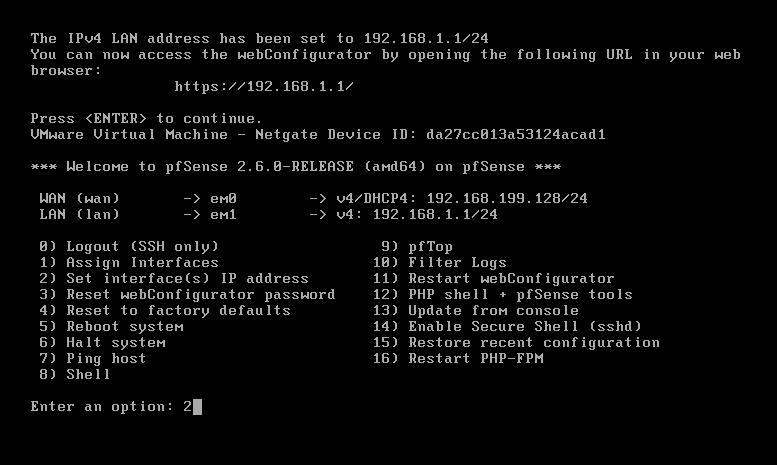 The IPv4 LAN address has been set to 192.168.1.1/24
You can now access the webConfigurator by opening the following URL in your web
browser:
https://192.168.1.1/
Press <ENTER> to continue.
VMware Virtual Machine - Netgate Device ID: da27cc013a53124acad1
*** Welcome to pfSense 2.6.0-RELEASE (amd64) on pfSense ***
WAN (wan) -> em0 -> v4/DHCP4: 192.168.199.128/24
LAN (lan) -> em1 -> v4: 192.168.1.1/24
0) Logout (SSH only) 9) pfTop
1) Assign Interfaces 10) Filter Logs
2) Set interface(s) IP address 11) Restart webConfigurator
3) Reset webConfigurator password 12) PHP shell + pfSense tools
4) Reset to factory defaults 13) Update from console
5) Reboot system 14) Enable Secure Shell (sshd)
6) Halt system 15) Restore recent configuration
7) Ping host 16) Restart PHP-FPM
8) Shell
Enter an option: 2